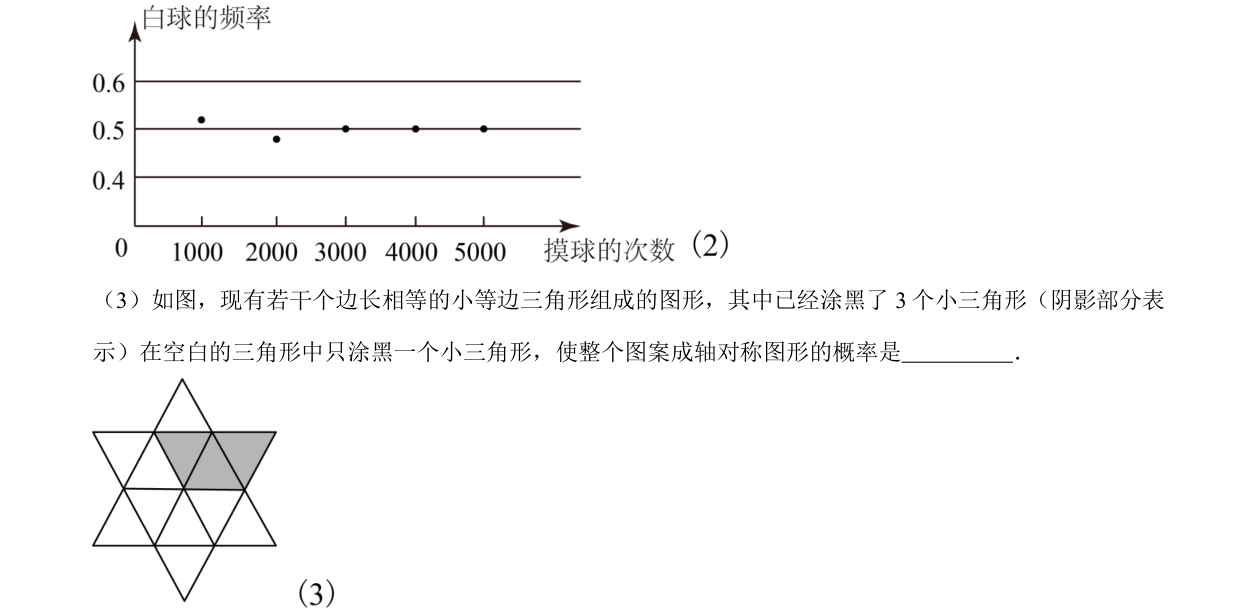 白球的频率
0.6
0.5
0.4
0
1000 2000 3000 4000 5000 摸球的次数 (2)
（3）如图，现有若干个边长相等的小等边三角形组成的图形，其中已经涂黑了 3 个小三角形（阴影部分表
示）在空白的三角形中只涂黑一个小三角形，使整个图案成轴对称图形的概率是__________．
(3)